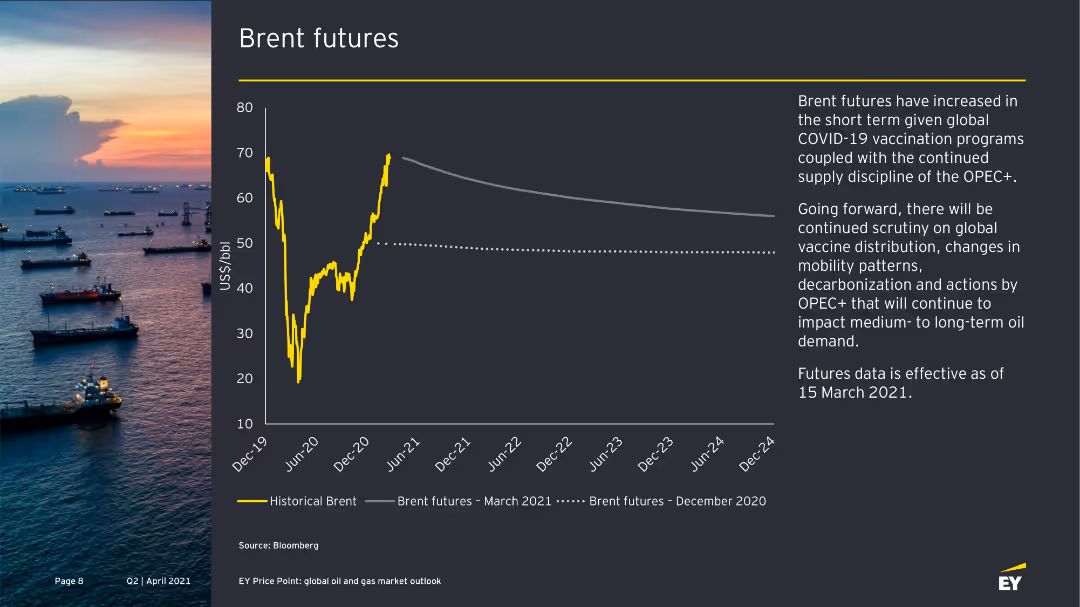 Brent futures
80
70
60
50
40
30
20
10
US$/bbl
Dec-19
Jun-20
Dec-20
Jun-21
Dec-21
Jun-22
Dec-22
Jun-23
Dec-23
Jun-24
Dec-24
Historical Brent
Brent futures – March 2021
Brent futures – December 2020
Brent futures have increased in
the short term given global
COVID-19 vaccination programs
coupled with the continued
supply discipline of the OPEC+.
Going forward, there will be
continued scrutiny on global
vaccine distribution, changes in
mobility patterns,
decarbonization and actions by
OPEC+ that will continue to
impact medium- to long-term oil
demand.
Futures data is effective as of
15 March 2021.
Source: Bloomberg
Page 8
Q2 | April 2021
EY Price Point: global oil and gas market outlook
EY